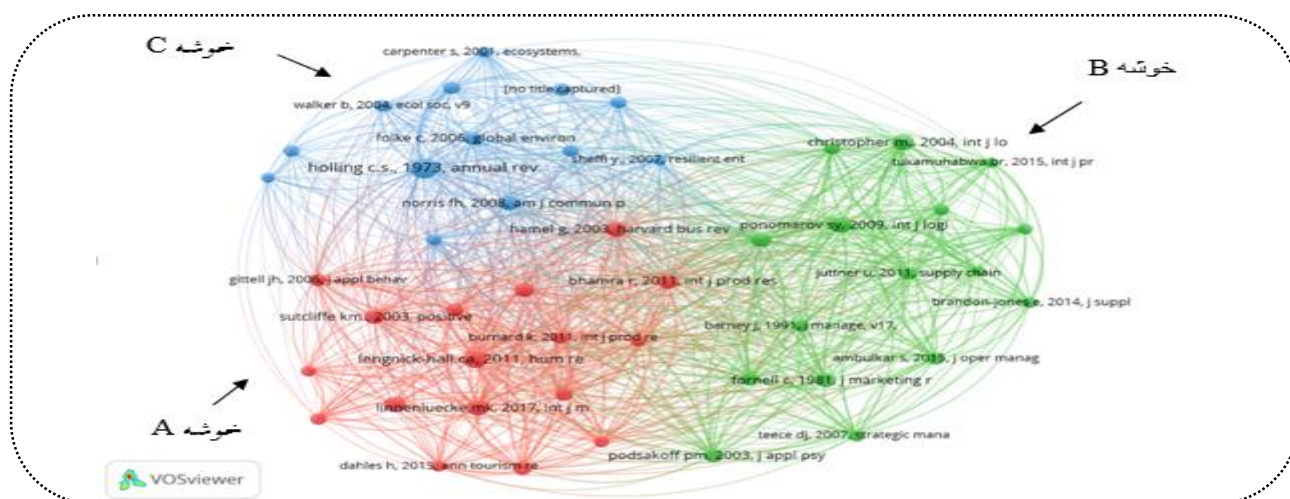 carpenter s, 2001, ecosystems,
خوشه C
خوشه B
[no title captured]
walker b, 2004, ecol soc, v9
folke c, 2006, global environ
christopher m, 2004, int j lo
sheffi y., 2007, resilient ent
tukamuhabwa br, 2015, int j pr
holling c.s., 1973, annual rev
norris fh, 2008, am j commun p
hamel g, 2003, harvard bus rev
ponomarov sy, 2009, int j logi
gittell jh, 2006, j appl behav
bhamra r, 2011, int j prod res
juttner u, 2011, supply chain
brandon-jones e, 2014, j suppl
sutcliffe km, 2003, positive
barney j, 1991, j manage, v17,
burnard k, 2011, int j prod re
lengnick-hall ca, 2011, hum re
ambulkar s, 2015, j oper manag
fornell c, 1981, j marketing r
linnenluecke mk, 2017, int j m
خوشه A
teece dj, 2007, strategic mana
podsakoff pm, 2003, j appl psy
dahles h, 2015, ann tourism re
VOSviewer